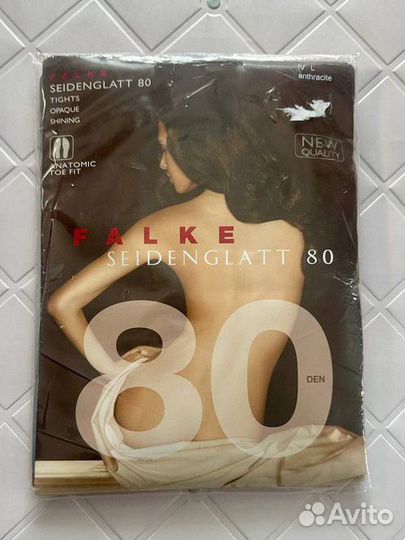 FALKE
SEIDENGLATT 80
TIGHTS
OPAQUE
SHINING
ANATOMIC
TOE FIT
IV L
anthracite
NEW
QUALITY
FALKE
SEIDENGLATT 80
80
DEN
Avito